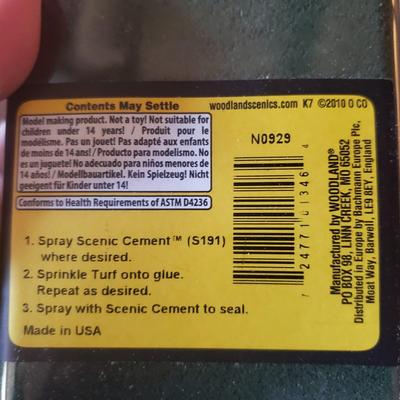 Contents May Settle
woodlandscenics.com K7 ©2010 O CO
Model making product. Not a toy! Not suitable for
children under 14 years! / Produit pour le
modélisme. Pas un jouet! Pas adapté aux enfants
de moins de 14 ans! / Producto para modelismo. No
es un juguete! No adecuado para niños menores de
14 años! / Modellbauartikel. Kein Spielzeug! Nicht
geeignet für Kinder unter 14!
Conforms to Health Requirements of ASTM D4236
1. Spray Scenic Cement™ (S191)
where desired.
2. Sprinkle Turf onto glue.
Repeat as desired.
3. Spray with Scenic Cement to seal.
Made in USA
N0929
7 24771 01346 4
Manufactured by WOODLAND®
PO BOX 98, LINN CREEK, MO 65052
Distributed in Europe by Bachmann Europe Plc,
Moat Way, Barwell, LE9 8EY, England